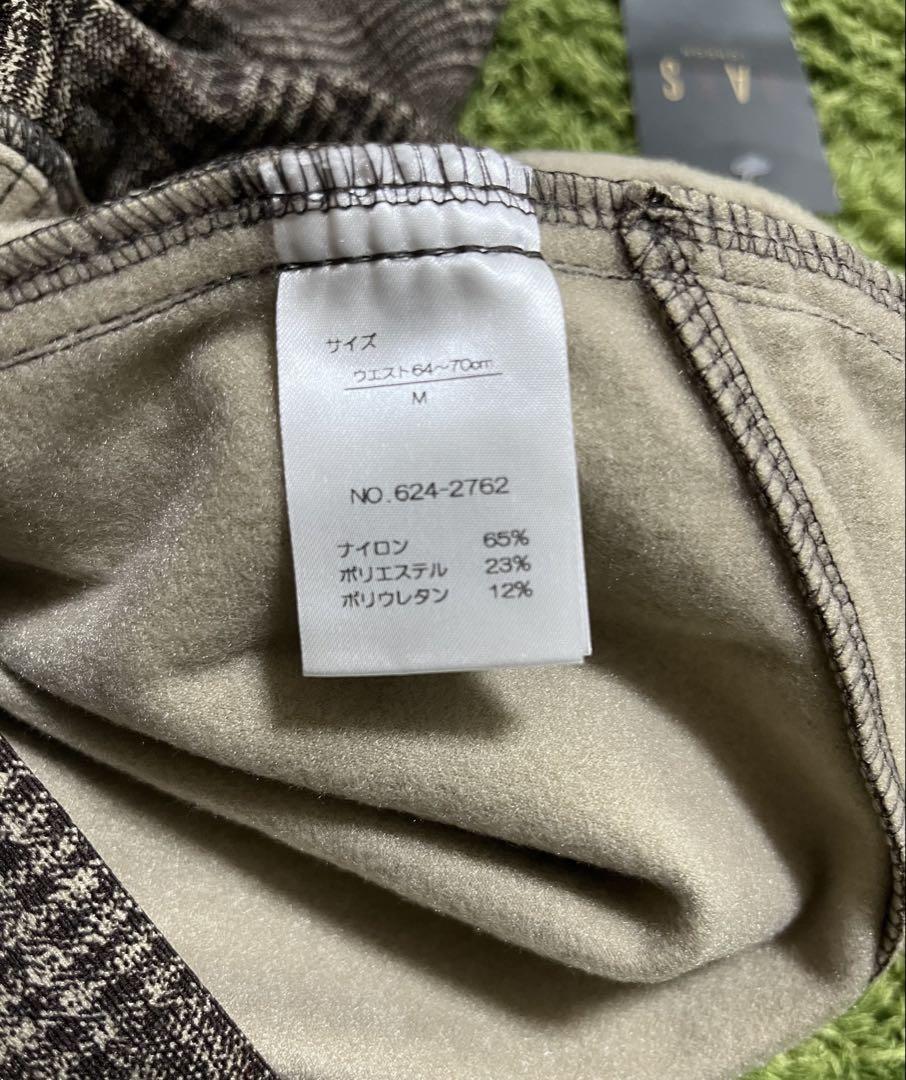 サイズ
ウエスト64～70cm
M
NO.624-2762
ナイロン 65%
ポリエステル 23%
ポリウレタン 12%